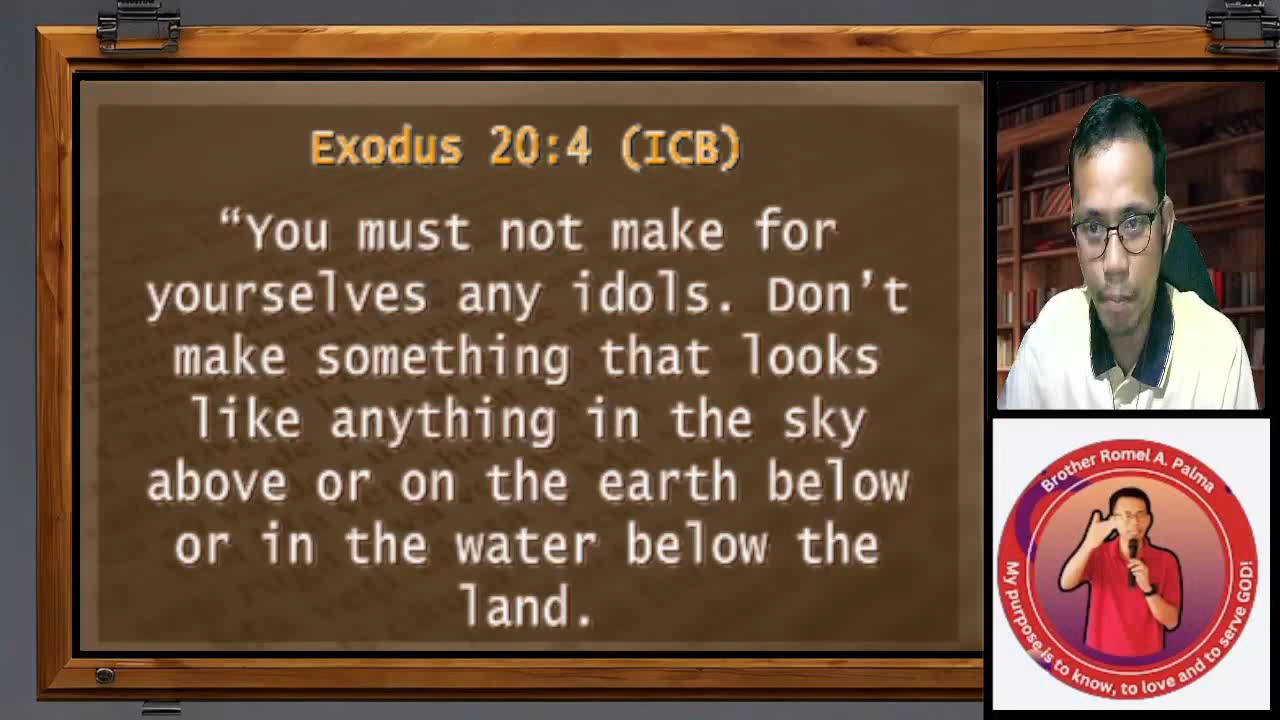 Exodus 20:4 (ICB)
“You must not make for
yourselves any idols. Don’t
make something that looks
like anything in the sky
above or on the earth below
or in the water below the
land.
Brother Romel A. Palma
My purpose is to know, to love and to serve GOD!